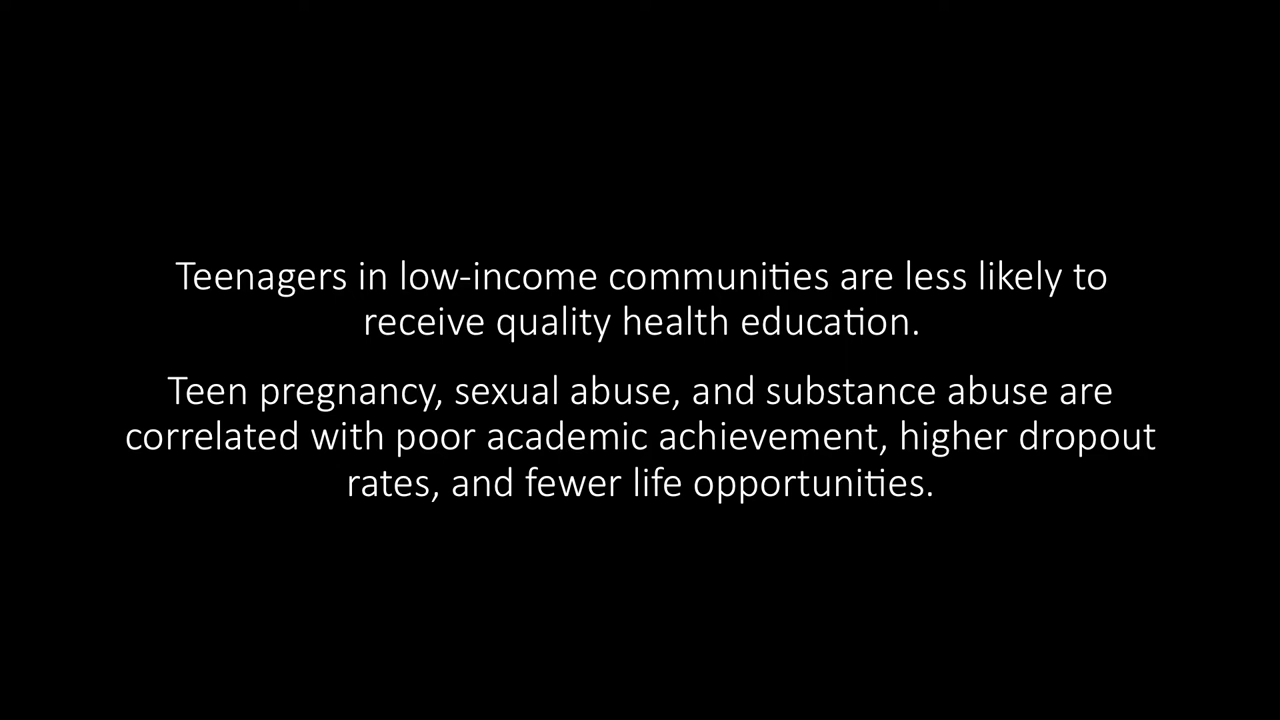 Teenagers in low-income communities are less likely to
receive quality health education.
Teen pregnancy, sexual abuse, and substance abuse are
correlated with poor academic achievement, higher dropout
rates, and fewer life opportunities.